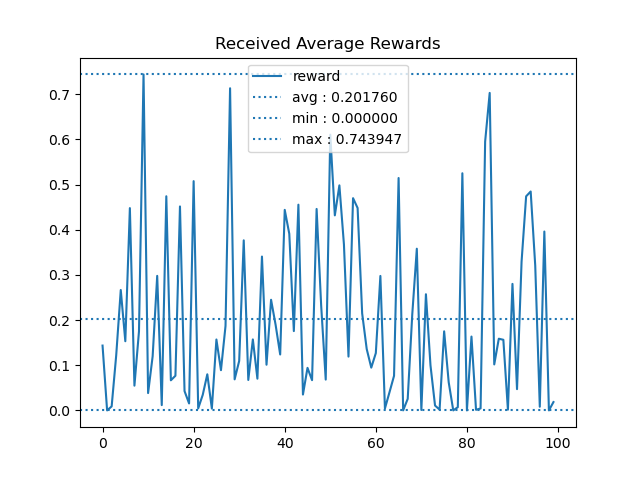 Received Average Rewards
reward
avg : 0.201760
min : 0.000000
max : 0.743947
0.7
0.6
0.5
0.4
0.3
0.2
0.1
0.0
0 20 40 60 80 100